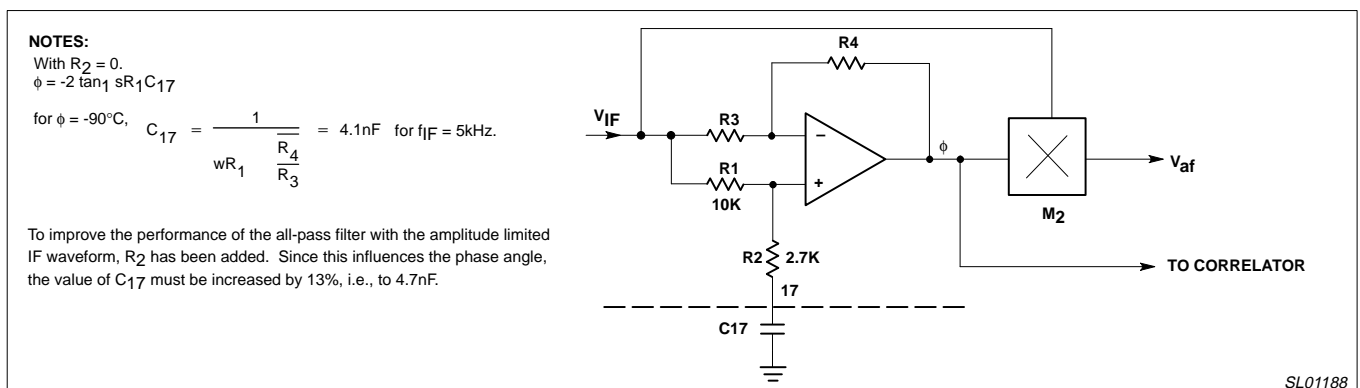 NOTES:
With R2 = 0.
ϕ = -2 tan1 sR1C17
for ϕ = -90°C, C17 = 1 / wR1 R4/R3 = 4.1nF for fIF = 5kHz.
To improve the performance of the all-pass filter with the amplitude limited
IF waveform, R2 has been added. Since this influences the phase angle,
the value of C17 must be increased by 13%, i.e., to 4.7nF.
R4
VIF
R3
−
ϕ
R1
10K
+
Vaf
M2
R2 2.7K
TO CORRELATOR
17
C17
SL01188